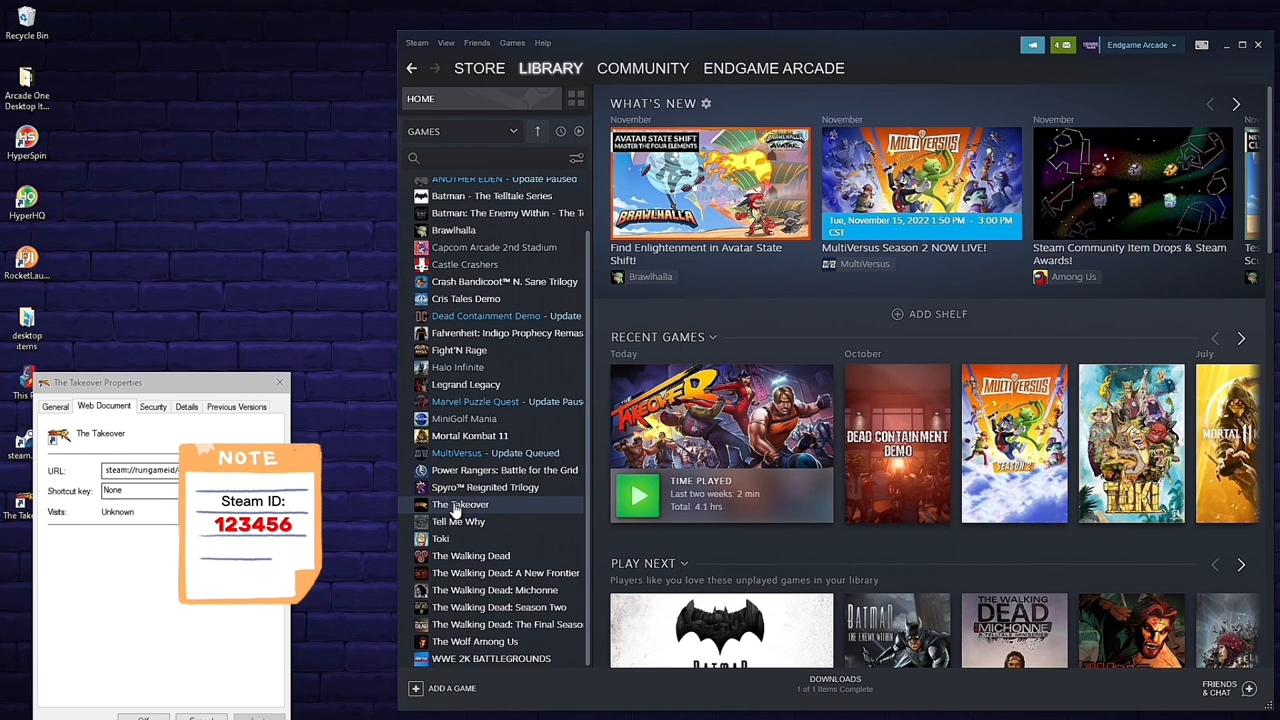 Recycle Bin
Arcade One
Desktop It...
HyperSpin
HyperHQ
RocketLau...
desktop
items
This
steam.
The Take
Steam View Friends Games Help
4
Endgame Arcade
STORE LIBRARY COMMUNITY ENDGAME ARCADE
HOME
GAMES
ANOTHER EDEN - Update Paused
Batman - The Telltale Series
Batman: The Enemy Within - The T
Brawlhalla
Capcom Arcade 2nd Stadium
Castle Crashers
Crash Bandicoot™ N. Sane Trilogy
Cris Tales Demo
Dead Containment Demo - Update
Fahrenheit: Indigo Prophecy Remas
Fight'N Rage
Halo Infinite
Legrand Legacy
Marvel Puzzle Quest - Update Paus
MiniGolf Mania
Mortal Kombat 11
MultiVersus - Update Queued
Power Rangers: Battle for the Grid
Spyro™ Reignited Trilogy
The Takeover
Tell Me Why
Toki
The Walking Dead
The Walking Dead: A New Frontier
The Walking Dead: Michonne
The Walking Dead: Season Two
The Walking Dead: The Final Seaso
The Wolf Among Us
WWE 2K BATTLEGROUNDS
ADD A GAME
WHAT'S NEW
November
AVATAR STATE SHIFT
MASTER THE FOUR ELEMENTS
BRAWLHALLA
AVATAR
Find Enlightenment in Avatar State
Shift!
Brawlhalla
November
MULTIVERSUS
Tue, November 15, 2022 1:50 PM - 3:00 PM
CST
MultiVersus Season 2 NOW LIVE!
MultiVersus
November
Steam Community Item Drops & Steam
Awards!
Among Us
ADD SHELF
RECENT GAMES
Today
THE TAKEOVER
TIME PLAYED
Last two weeks: 2 min
Total: 4.1 hrs
October
DEAD CONTAINMENT
DEMO
MULTIVERSUS
SEASON 2
TOKI
July
MORTAL K
PLAY NEXT
Players like you love these unplayed games in your library
BATMAN
BATMAN
THE ENEMY WITHIN
THE WALKING
DEAD
MICHONNE
DOWNLOADS
1 of 1 Items Complete
FRIENDS
& CHAT
The Takeover Properties
General Web Document Security Details Previous Versions
The Takeover
URL: steam://rungameid/
Shortcut key: None
Visits: Unknown
NOTE
Steam ID:
123456
OK
Cancel